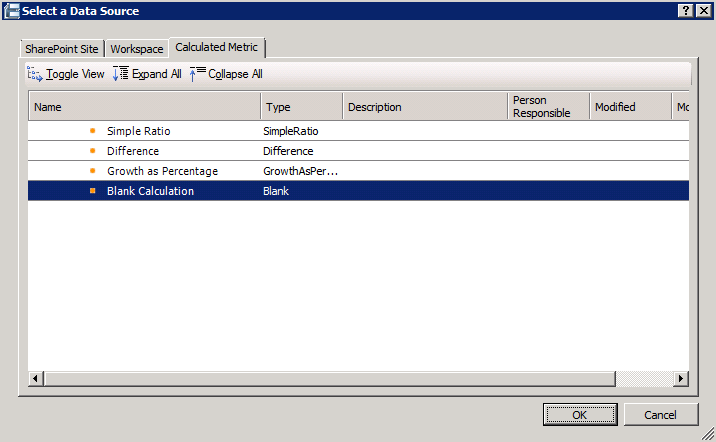 Select a Data Source
SharePoint Site Workspace Calculated Metric
Toggle View Expand All Collapse All
Name Type Description Person Responsible Modified Mo
Simple Ratio SimpleRatio
Difference Difference
Growth as Percentage GrowthAsPer...
Blank Calculation Blank
OK Cancel